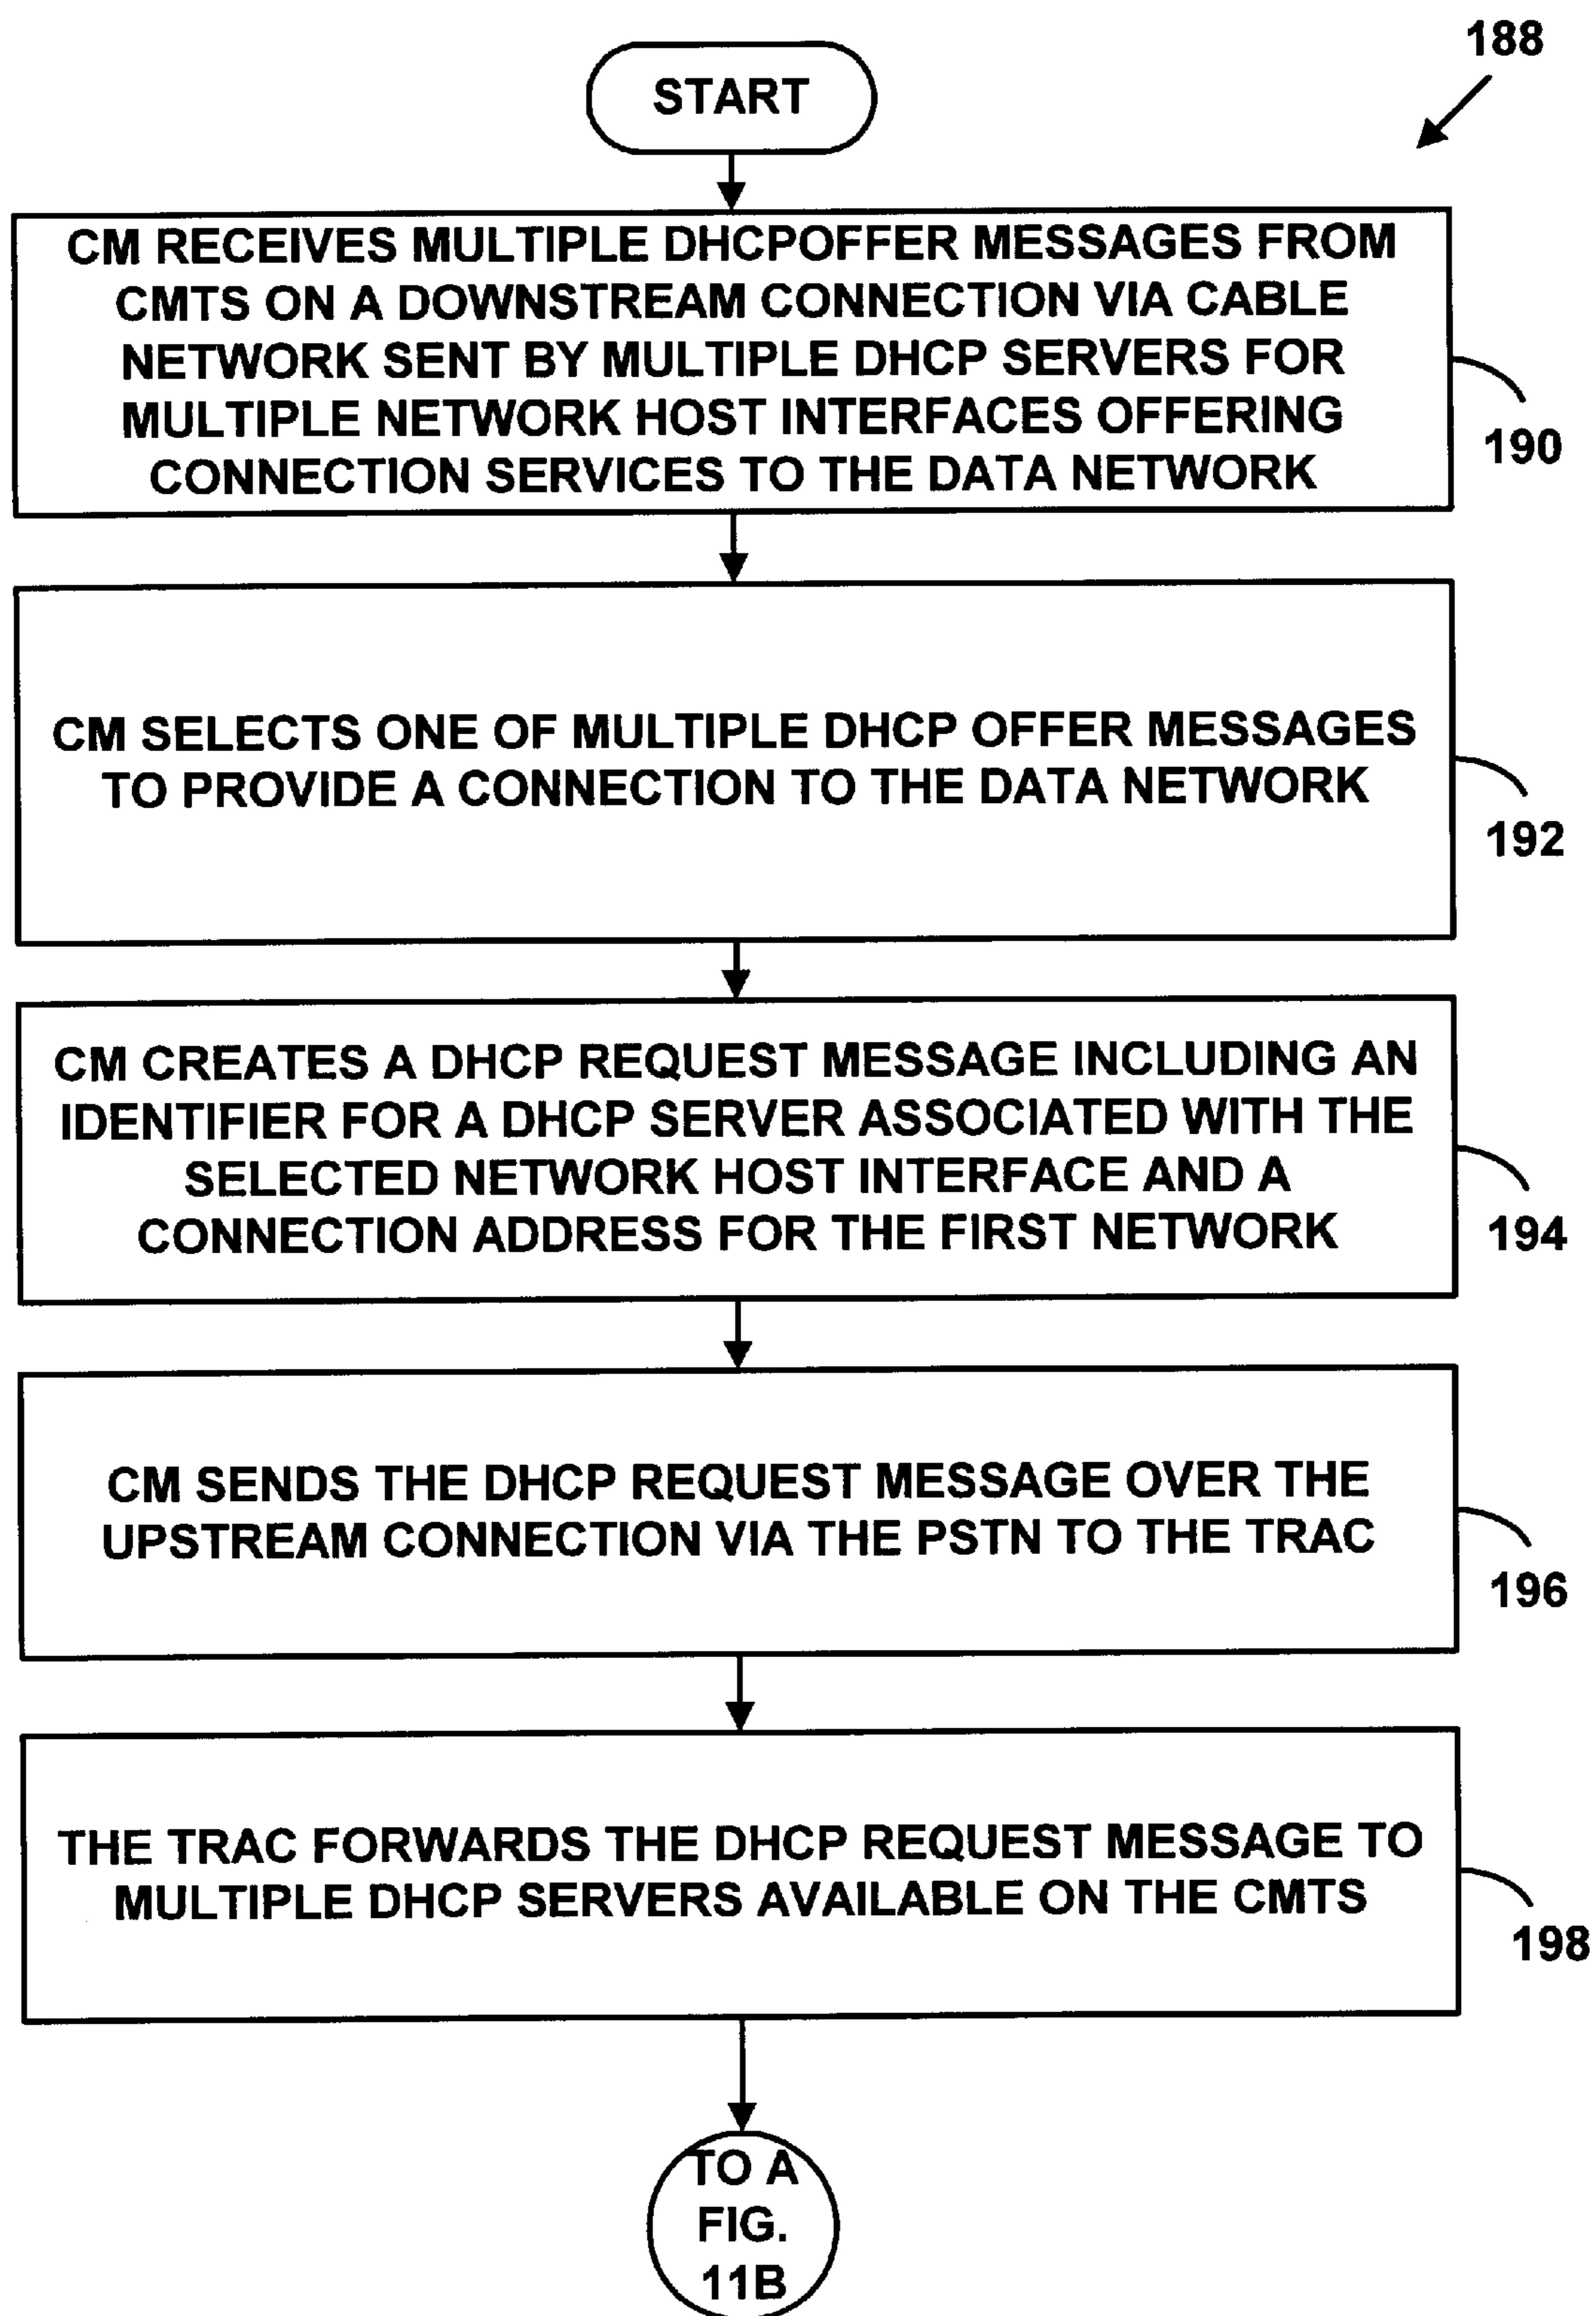 188
START
CM RECEIVES MULTIPLE DHCPOFFER MESSAGES FROM
CMTS ON A DOWNSTREAM CONNECTION VIA CABLE
NETWORK SENT BY MULTIPLE DHCP SERVERS FOR
MULTIPLE NETWORK HOST INTERFACES OFFERING
CONNECTION SERVICES TO THE DATA NETWORK
190
CM SELECTS ONE OF MULTIPLE DHCP OFFER MESSAGES
TO PROVIDE A CONNECTION TO THE DATA NETWORK
192
CM CREATES A DHCP REQUEST MESSAGE INCLUDING AN
IDENTIFIER FOR A DHCP SERVER ASSOCIATED WITH THE
SELECTED NETWORK HOST INTERFACE AND A
CONNECTION ADDRESS FOR THE FIRST NETWORK
194
CM SENDS THE DHCP REQUEST MESSAGE OVER THE
UPSTREAM CONNECTION VIA THE PSTN TO THE TRAC
196
THE TRAC FORWARDS THE DHCP REQUEST MESSAGE TO
MULTIPLE DHCP SERVERS AVAILABLE ON THE CMTS
198
TO A
FIG.
11B